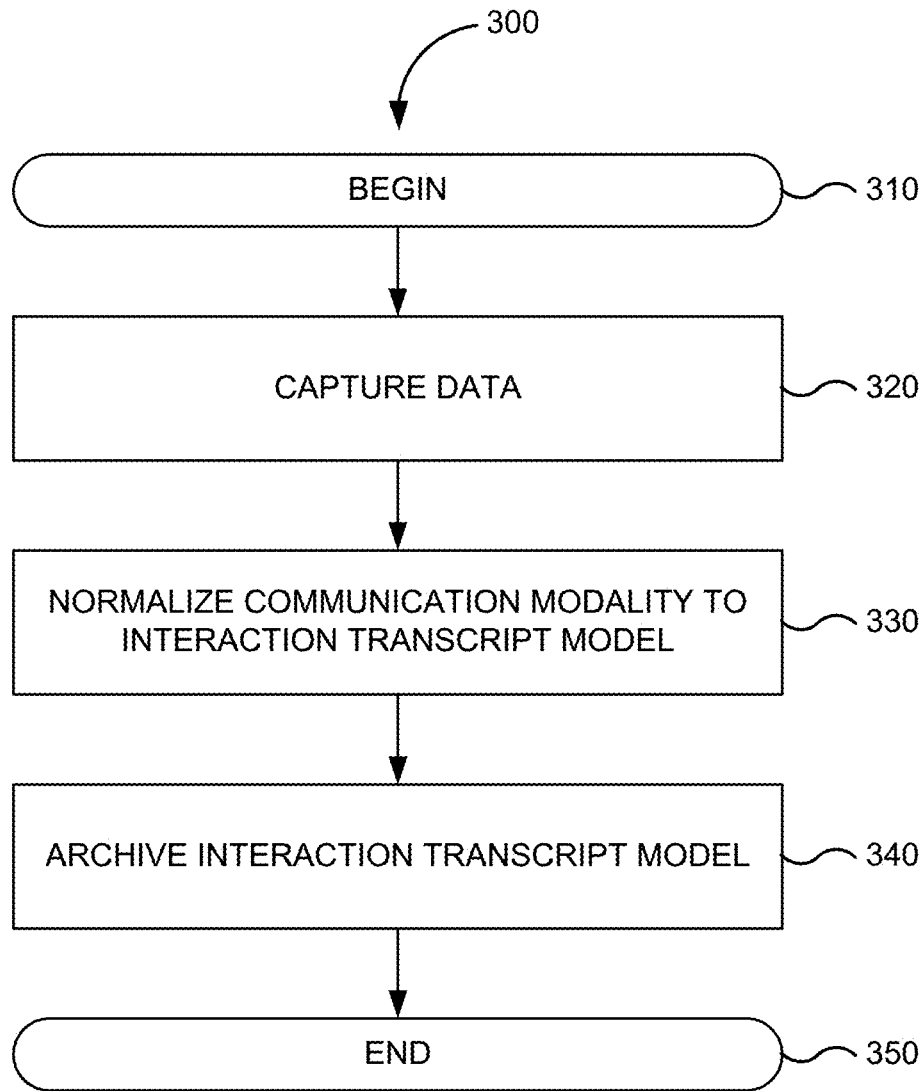 300
BEGIN
310
CAPTURE DATA
320
NORMALIZE COMMUNICATION MODALITY TO
INTERACTION TRANSCRIPT MODEL
330
ARCHIVE INTERACTION TRANSCRIPT MODEL
340
END
350